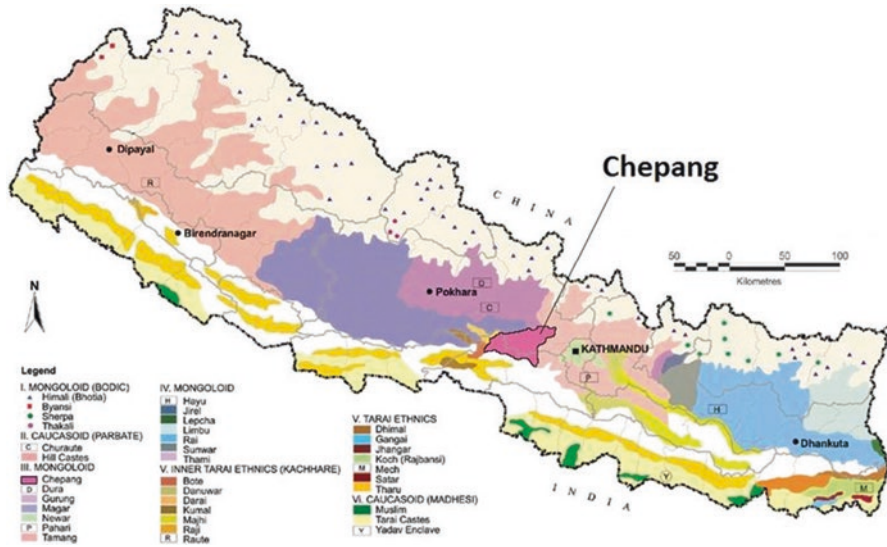 Chepang
CHINA
Dipayal
R
Birendranagar
D
Pokhara
C
50 0 50 100
Kilometres
N
KATHMANDU
P
H
Dhankuta
M
Y
INDIA
Legend
I. MONGOLOID (BODIC)
Himali (Bhotia)
Byansi
Sherpa
Thakali
II. CAUCASOID (PARBATE)
C Churaute
Hill Castes
III. MONGOLOID
Chepang
D Dura
Gurung
Magar
Newar
P Pahari
Tamang
IV. MONGOLOID
H Hayu
Jirel
Lepcha
Limbu
Rai
Sunwar
Thami
V. INNER TARAI ETHNICS (KACHHARE)
Bote
Danuwar
Darai
Kumal
Majhi
Raji
R Raute
V. TARAI ETHNICS
Dhimal
Gangai
Jhangar
Koch (Rajbansi)
M Mech
Satar
Tharu
VI. CAUCASOID (MADHESI)
Muslim
Tarai Castes
Y Yadav Enclave